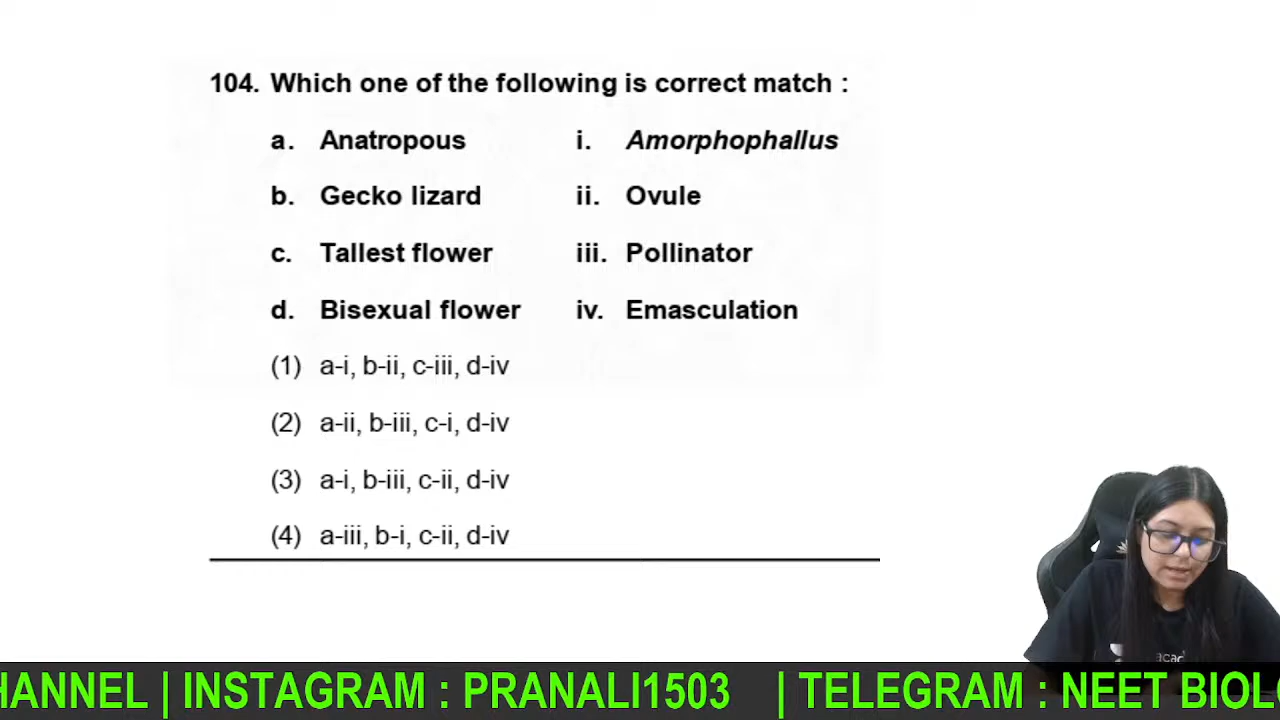 104. Which one of the following is correct match :
a. Anatropous i. Amorphophallus
b. Gecko lizard ii. Ovule
c. Tallest flower iii. Pollinator
d. Bisexual flower iv. Emasculation
(1) a-i, b-ii, c-iii, d-iv
(2) a-ii, b-iii, c-i, d-iv
(3) a-i, b-iii, c-ii, d-iv
(4) a-iii, b-i, c-ii, d-iv
HANNEL | INSTAGRAM : PRANALI1503 | TELEGRAM : NEET BIOL